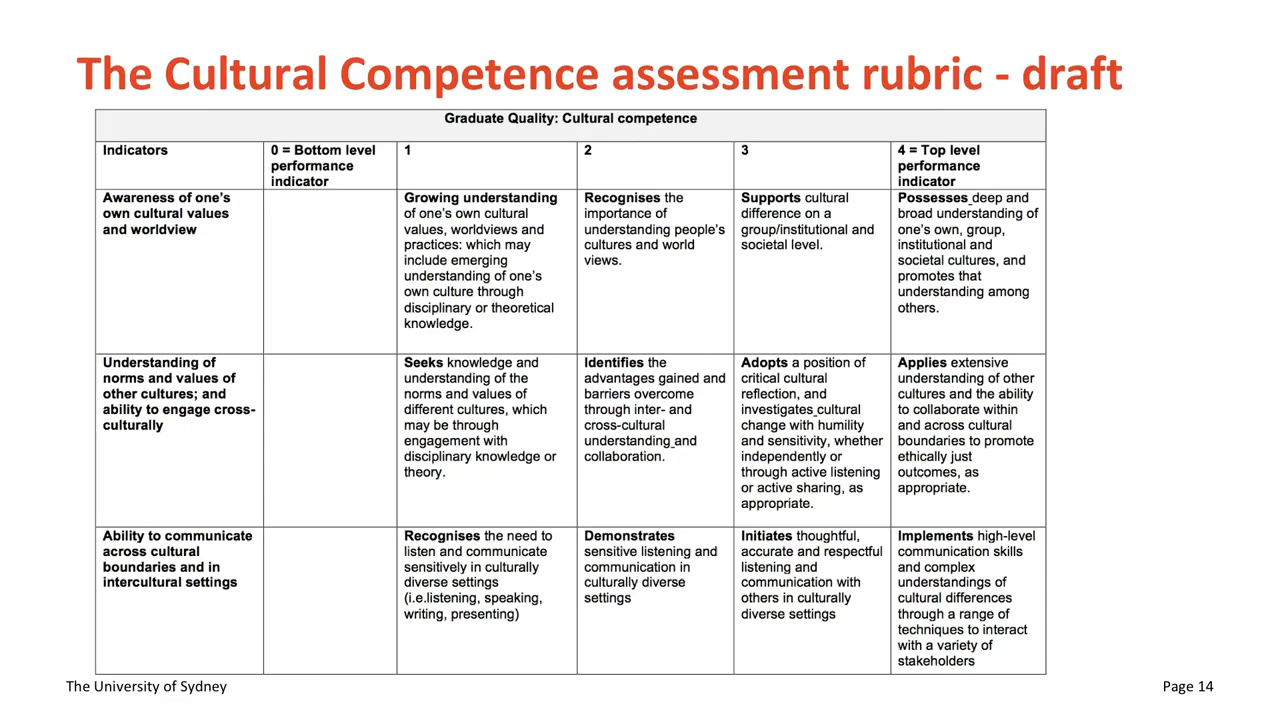 The Cultural Competence assessment rubric - draft
Graduate Quality: Cultural competence
Indicators
0 = Bottom level
performance
indicator
1
2
3
4 = Top level
performance
indicator
Awareness of one's
own cultural values
and worldview
Growing understanding
of one's own cultural
values, worldviews and
practices: which may
include emerging
understanding of one's
own culture through
disciplinary or theoretical
knowledge.
Recognises the
importance of
understanding people's
cultures and world
views.
Supports cultural
difference on a
group/institutional and
societal level.
Possesses deep and
broad understanding of
one's own, group,
institutional and
societal cultures, and
promotes that
understanding among
others.
Understanding of
norms and values of
other cultures; and
ability to engage cross-
culturally
Seeks knowledge and
understanding of the
norms and values of
different cultures, which
may be through
engagement with
disciplinary knowledge or
theory.
Identifies the
advantages gained and
barriers overcome
through inter- and
cross-cultural
understanding and
collaboration.
Adopts a position of
critical cultural
reflection, and
investigates cultural
change with humility
and sensitivity, whether
independently or
through active listening
or active sharing, as
appropriate.
Applies extensive
understanding of other
cultures and the ability
to collaborate within
and across cultural
boundaries to promote
ethically just
outcomes, as
appropriate.
Ability to communicate
across cultural
boundaries and in
intercultural settings
Recognises the need to
listen and communicate
sensitively in culturally
diverse settings
(i.e.listening, speaking,
writing, presenting)
Demonstrates
sensitive listening and
communication in
culturally diverse
settings
Initiates thoughtful,
accurate and respectful
listening and
communication with
others in culturally
diverse settings
Implements high-level
communication skills
and complex
understandings of
cultural differences
through a range of
techniques to interact
with a variety of
stakeholders
The University of Sydney
Page 14